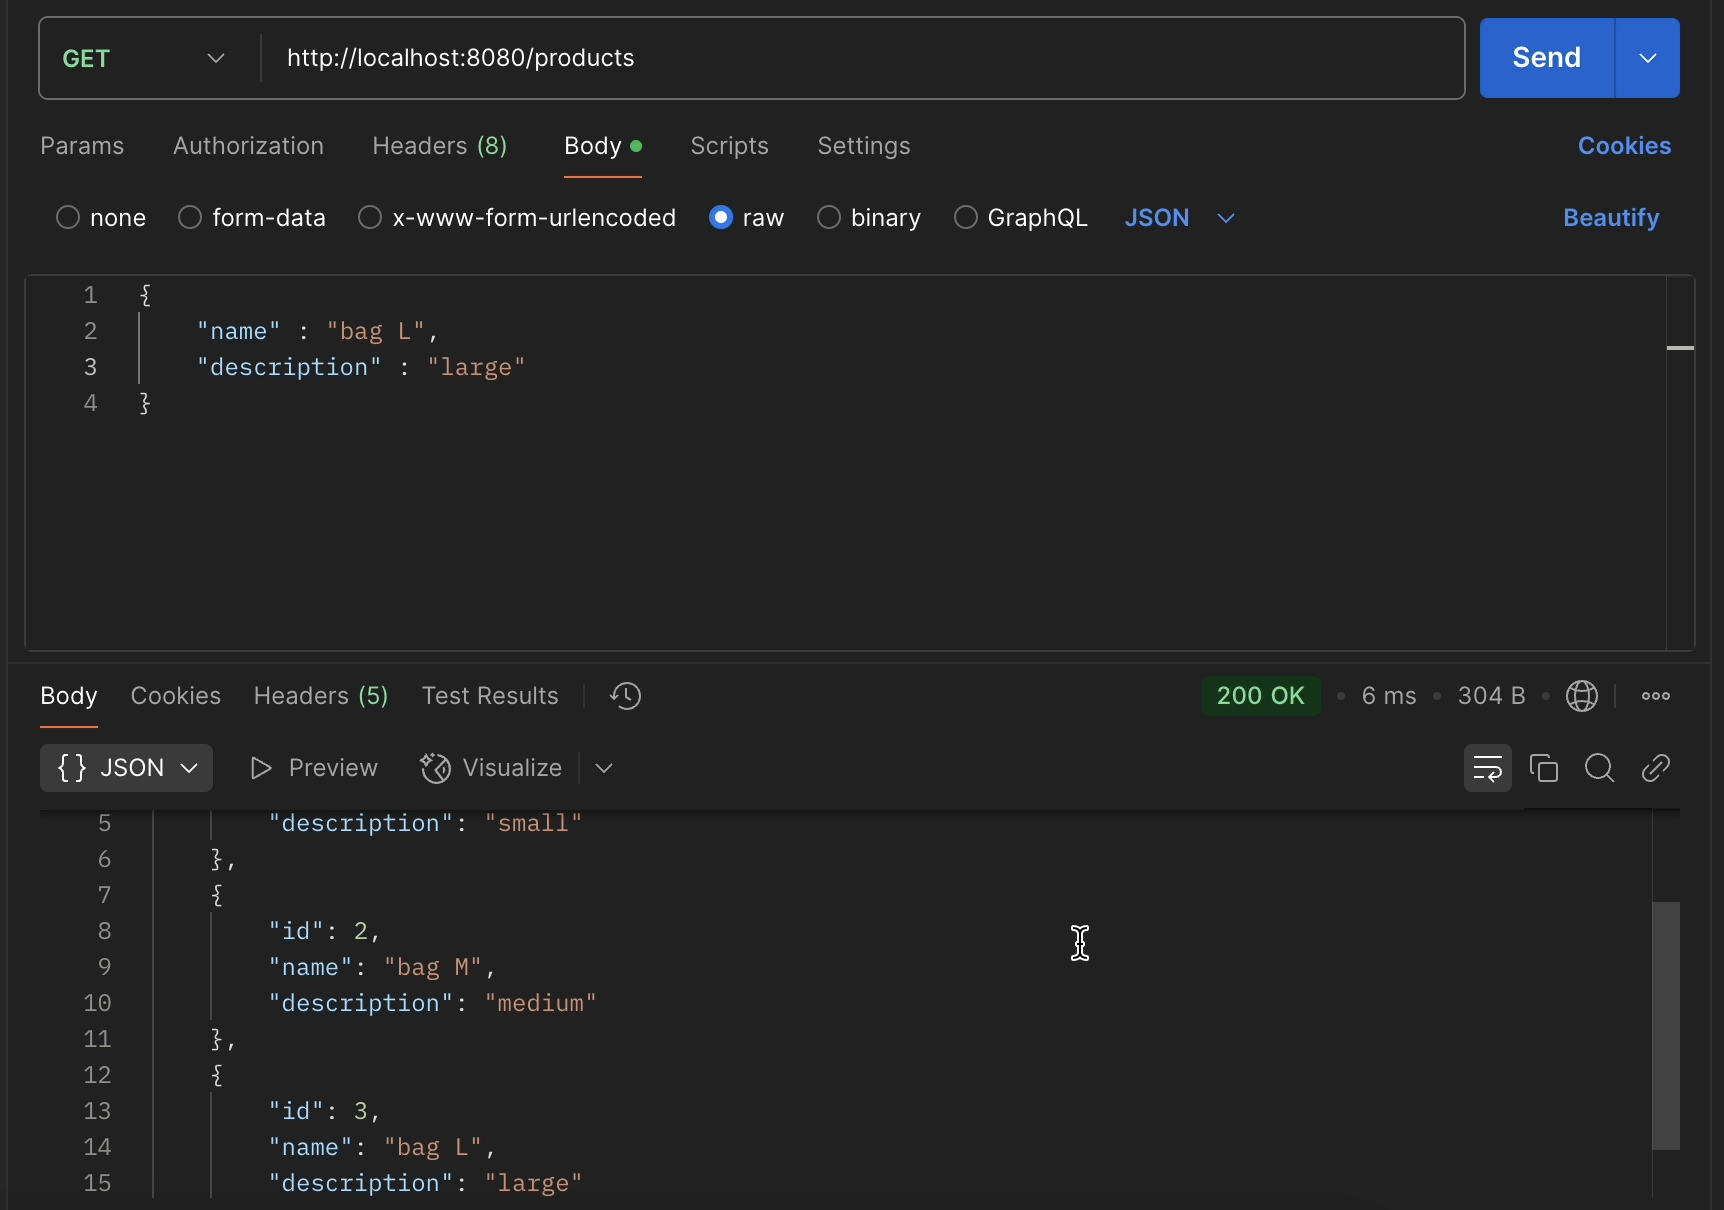 GET http://localhost:8080/products Send
Params Authorization Headers (8) Body Scripts Settings Cookies
none form-data x-www-form-urlencoded raw binary GraphQL JSON Beautify
1 {
2 "name" : "bag L",
3 "description" : "large"
4 }
Body Cookies Headers (5) Test Results 200 OK • 6 ms • 304 B •
{} JSON Preview Visualize
5 "description": "small"
6 },
7 {
8 "id": 2,
9 "name": "bag M",
10 "description": "medium"
11 },
12 {
13 "id": 3,
14 "name": "bag L",
15 "description": "large"